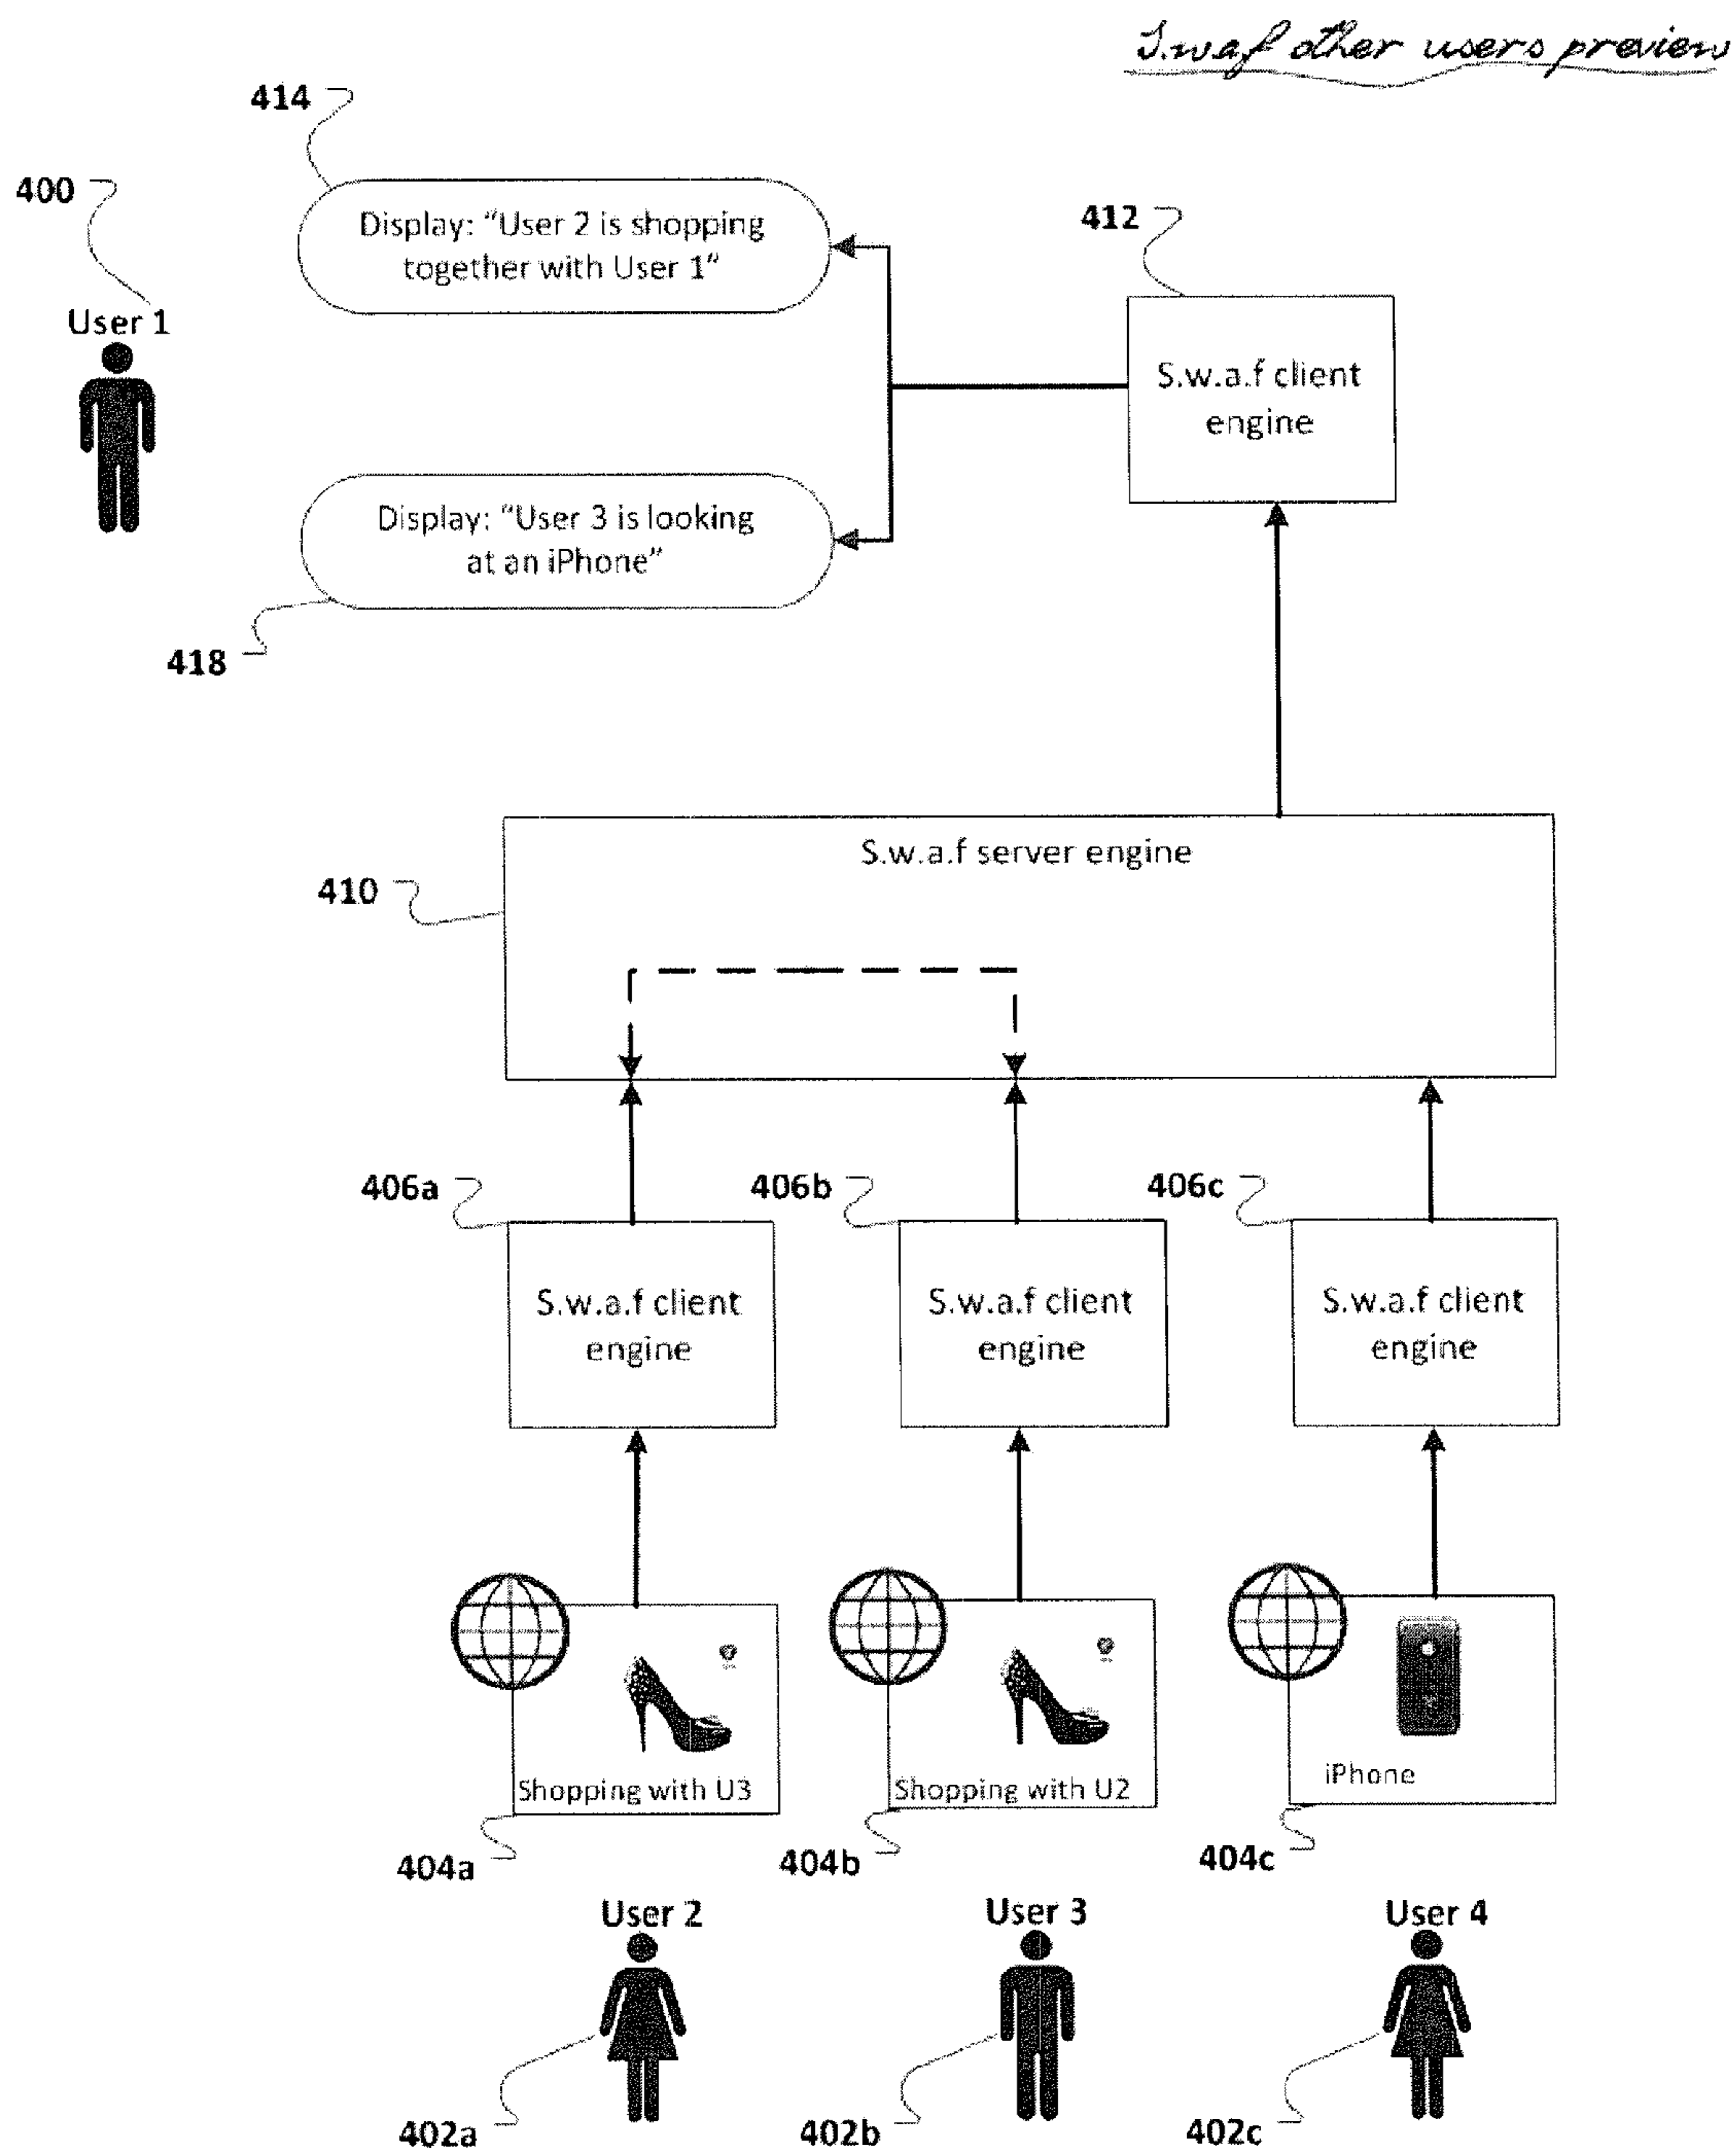 S.w.a.f other users preview
414
400
Display: "User 2 is shopping
together with User 1"
412
User 1
S.w.a.f client
engine
Display: "User 3 is looking
at an iPhone"
418
S.w.a.f server engine
410
406a
406b
406c
S.w.a.f client
engine
S.w.a.f client
engine
S.w.a.f client
engine
Shopping with U3
Shopping with U2
iPhone
404a
404b
404c
User 2
User 3
User 4
402a
402b
402c